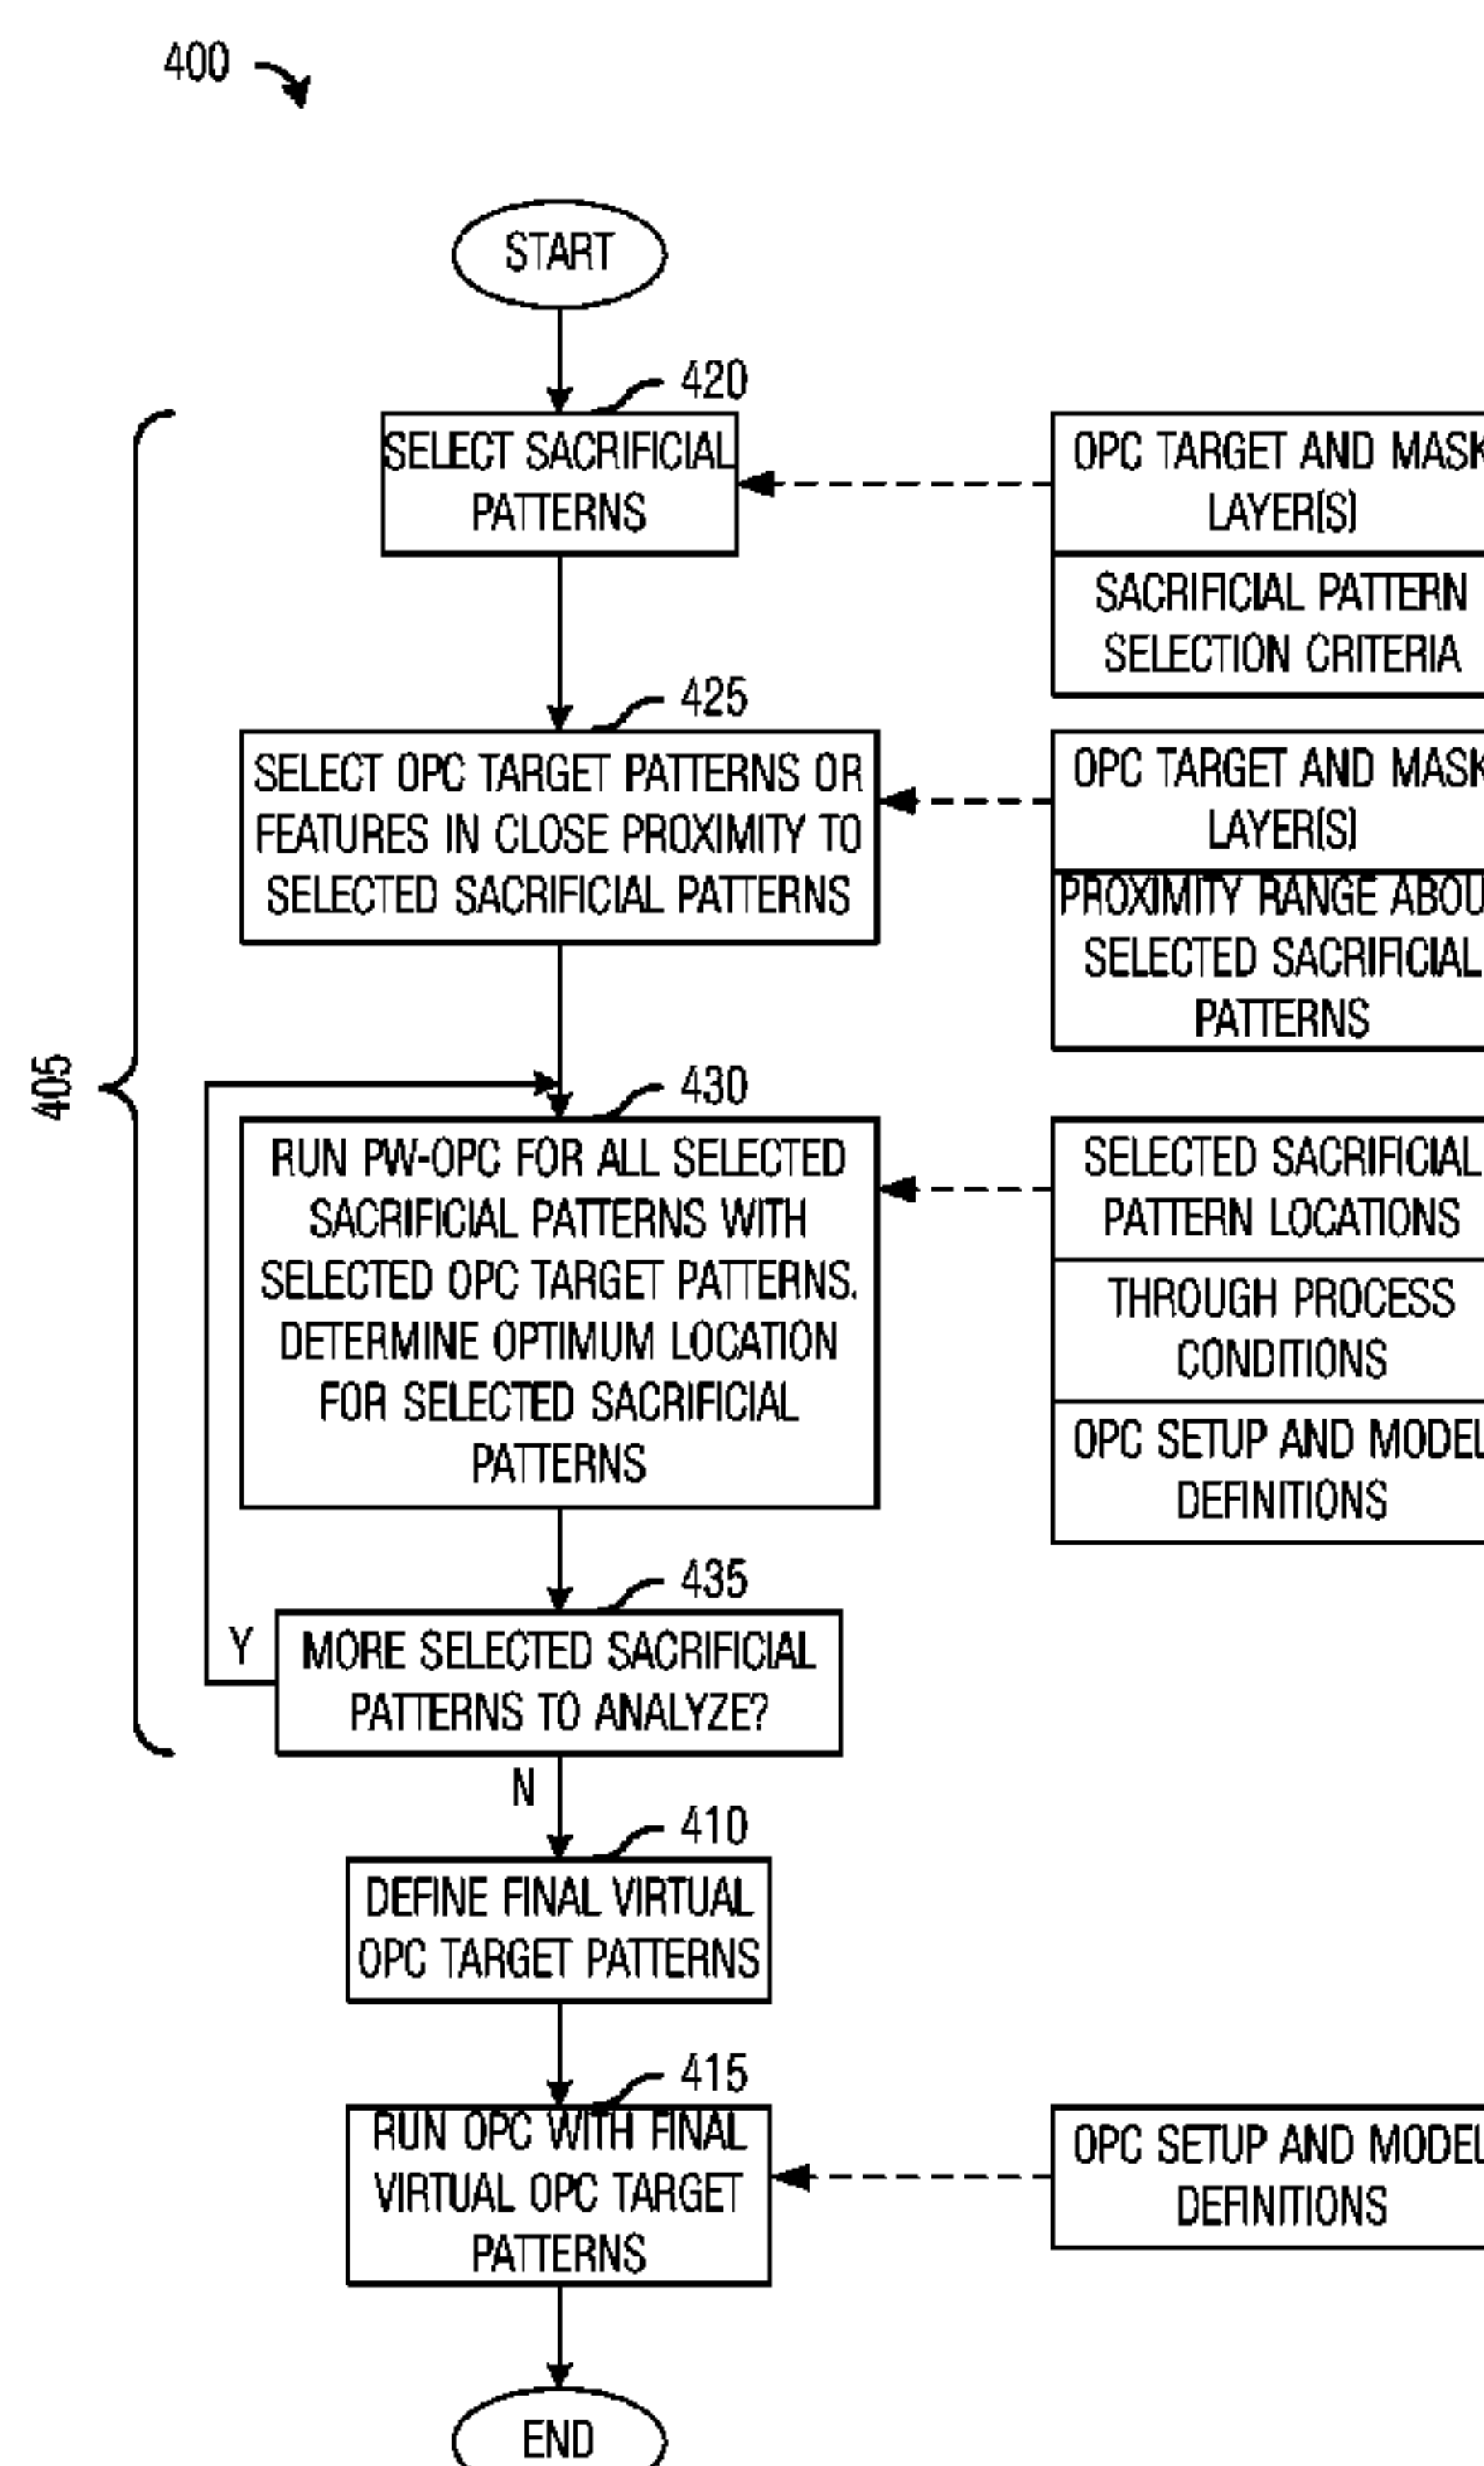 400
START
420
SELECT SACRIFICIAL
PATTERNS
OPC TARGET AND MASK
LAYER(S)
SACRIFICIAL PATTERN
SELECTION CRITERIA
425
SELECT OPC TARGET PATTERNS OR
FEATURES IN CLOSE PROXIMITY TO
SELECTED SACRIFICIAL PATTERNS
OPC TARGET AND MASK
LAYER(S)
PROXIMITY RANGE ABOU
SELECTED SACRIFICIAL
PATTERNS
405
430
RUN PW-OPC FOR ALL SELECTED
SACRIFICIAL PATTERNS WITH
SELECTED OPC TARGET PATTERNS.
DETERMINE OPTIMUM LOCATION
FOR SELECTED SACRIFICIAL
PATTERNS
SELECTED SACRIFICIAL
PATTERN LOCATIONS
THROUGH PROCESS
CONDITIONS
OPC SETUP AND MODEL
DEFINITIONS
435
Y
MORE SELECTED SACRIFICIAL
PATTERNS TO ANALYZE?
N
410
DEFINE FINAL VIRTUAL
OPC TARGET PATTERNS
415
RUN OPC WITH FINAL
VIRTUAL OPC TARGET
PATTERNS
OPC SETUP AND MODEL
DEFINITIONS
END